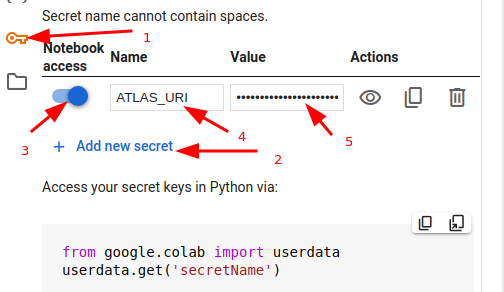 Secret name cannot contain spaces.
1
Notebook access Name Value Actions
ATLAS_URI ••••••••••••••••••••••
3
4
5
+ Add new secret
2
Access your secret keys in Python via:
from google.colab import userdata
userdata.get('secretName')